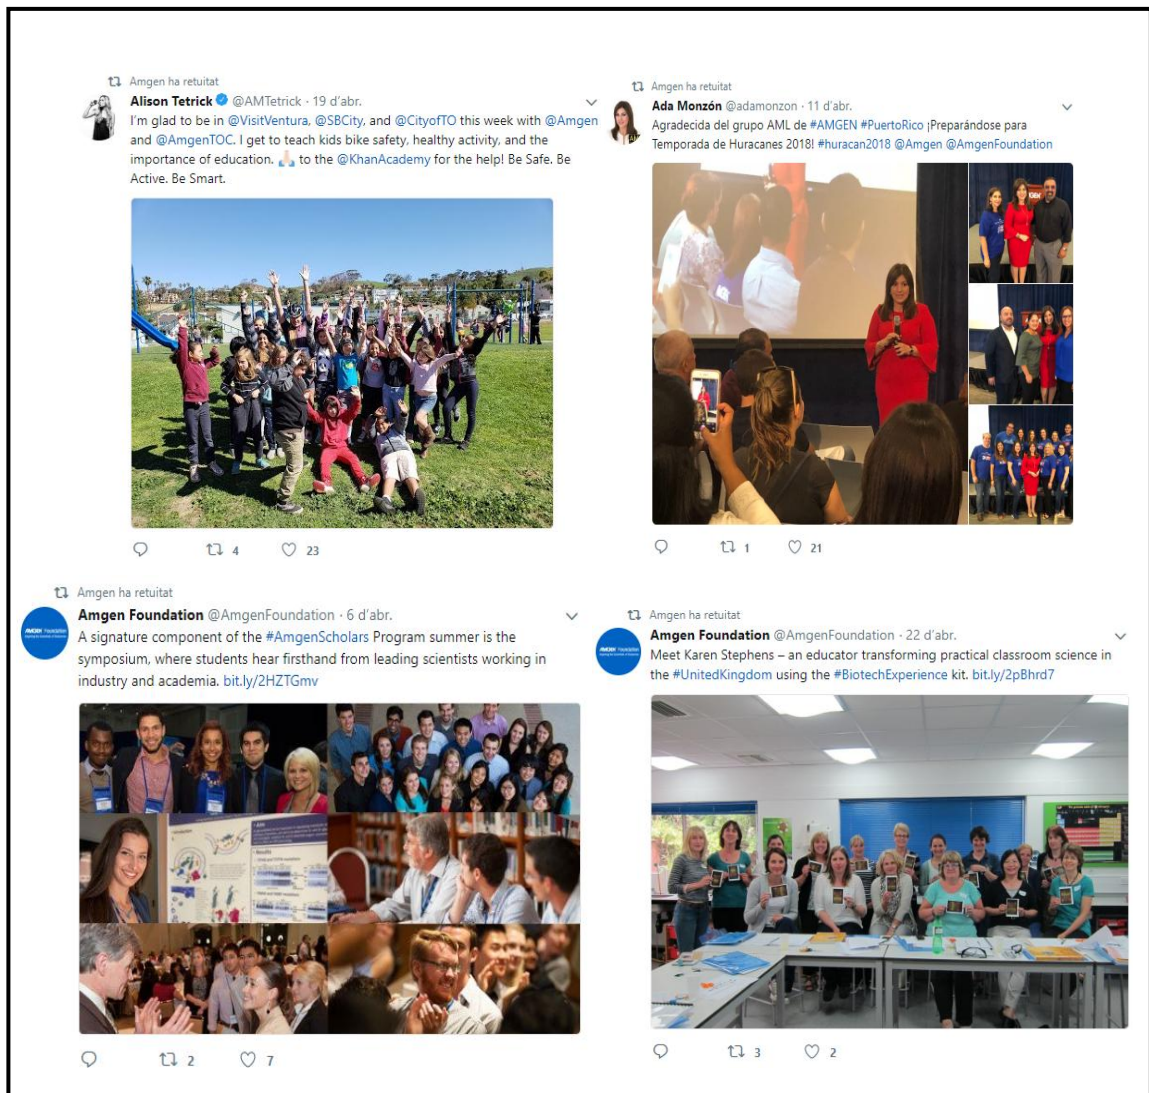 Amgen ha retuitat
Alison Tetrick @AMTetrick · 19 d'abr.
I'm glad to be in @VisitVentura, @SBCity, and @CityofTO this week with @Amgen
and @AmgenTOC. I get to teach kids bike safety, healthy activity, and the
importance of education. 🙏🏻 to the @KhanAcademy for the help! Be Safe. Be
Active. Be Smart.
4 23
Amgen ha retuitat
Ada Monzón @adamonzon · 11 d'abr.
Agradecida del grupo AML de #AMGEN #PuertoRico ¡Preparándose para
Temporada de Huracanes 2018! #huracan2018 @Amgen @AmgenFoundation
1 21
Amgen ha retuitat
Amgen Foundation @AmgenFoundation · 6 d'abr.
AMGEN Foundation
A signature component of the #AmgenScholars Program summer is the
symposium, where students hear firsthand from leading scientists working in
industry and academia. bit.ly/2HZTGmv
Results
2 7
Amgen ha retuitat
Amgen Foundation @AmgenFoundation · 22 d'abr.
AMGEN Foundation
Meet Karen Stephens – an educator transforming practical classroom science in
the #UnitedKingdom using the #BiotechExperience kit. bit.ly/2pBhrd7
3 2